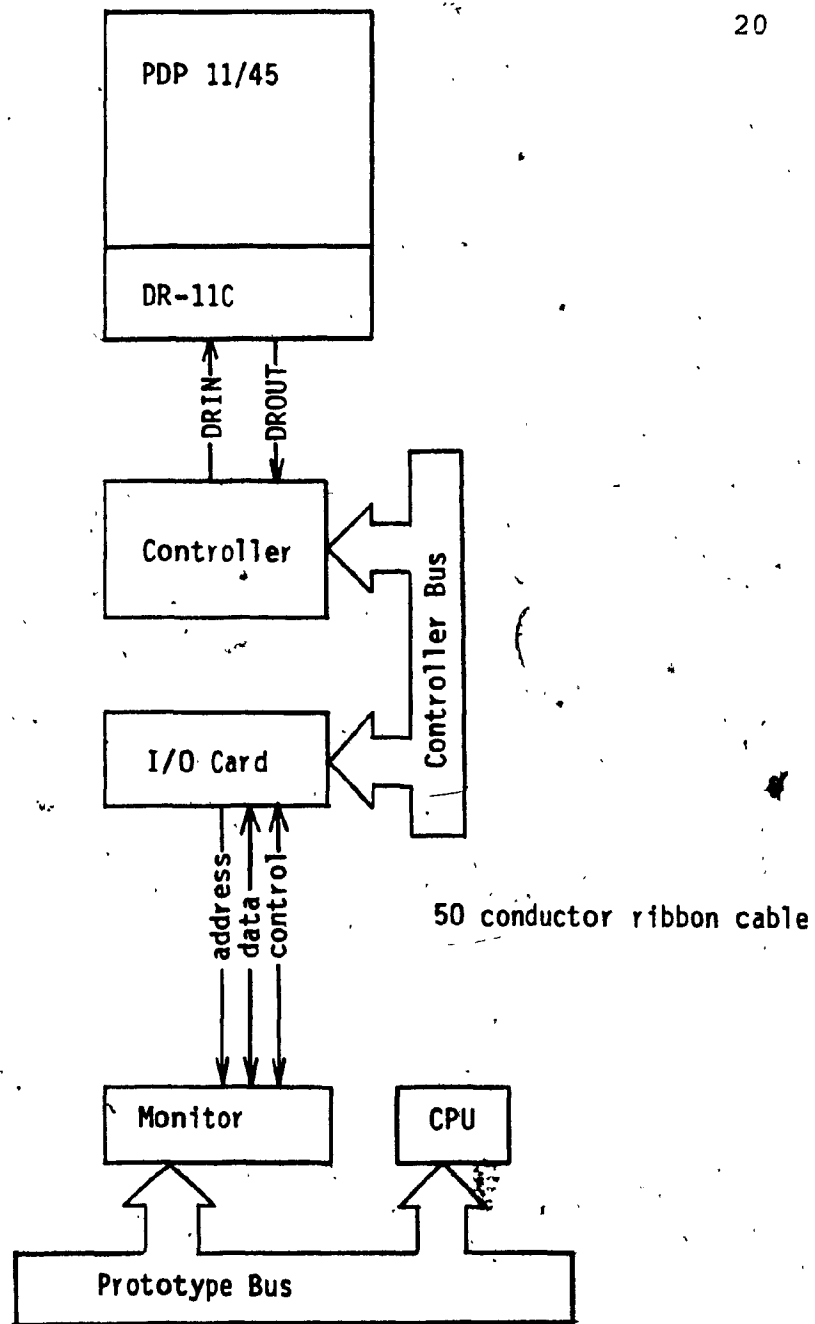 20
PDP 11/45
DR-11C
DRIN
DROUT
Controller
Controller Bus
I/O Card
address
data
control
50 conductor ribbon cable
Monitor
CPU
Prototype Bus